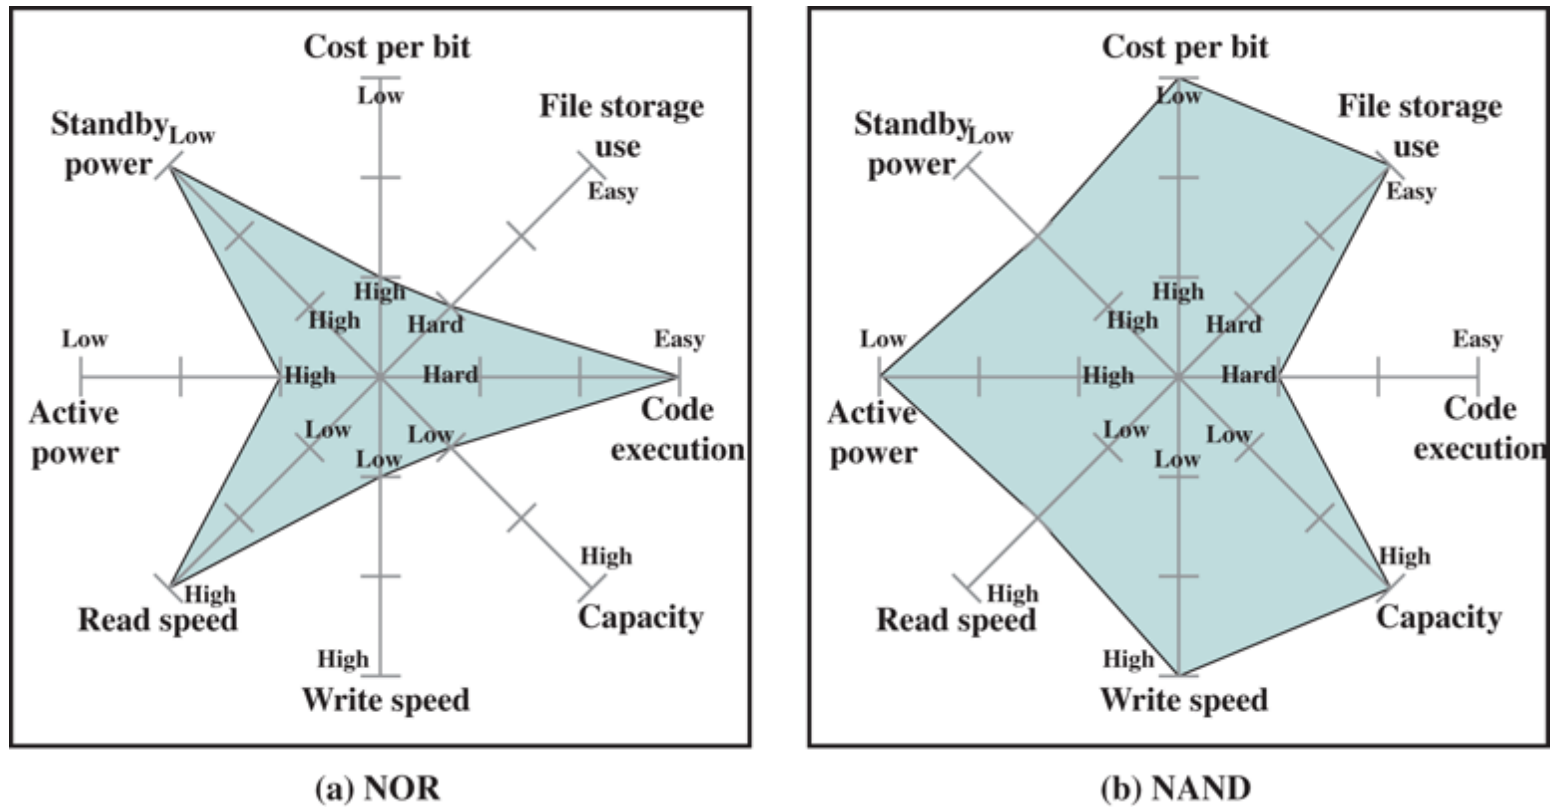 Cost per bit
Low
File storage
use
Easy
Standby
power
Low
High
High
Hard
Low
High
Hard
Easy
Active
power
Code
execution
Low
Low
Low
High
Read speed
High
Capacity
High
Write speed
(a) NOR
Cost per bit
Low
File storage
use
Easy
Standby
power
Low
High
High
Hard
Low
High
Hard
Easy
Active
power
Code
execution
Low
Low
Low
High
Read speed
High
Capacity
High
Write speed
(b) NAND